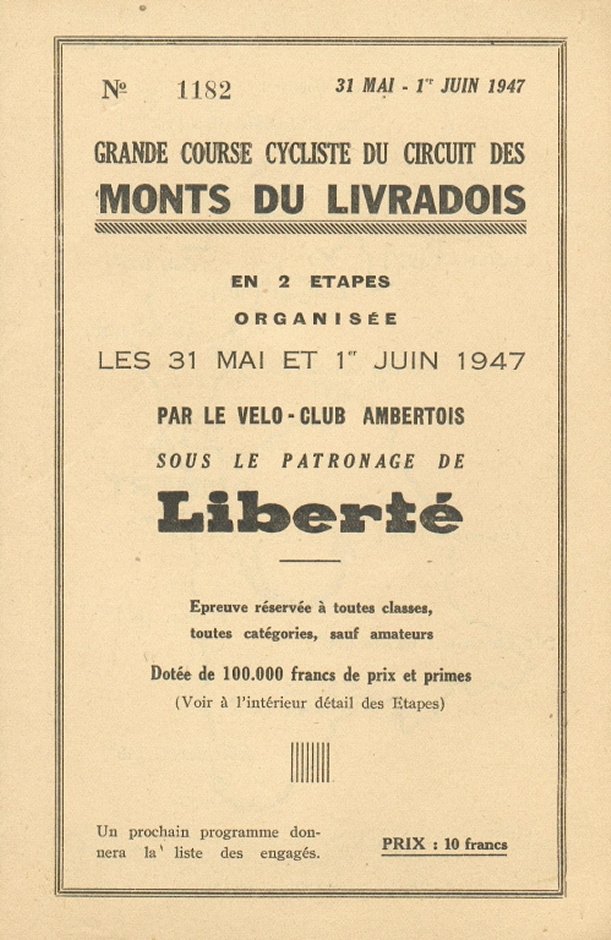 Nº 1182
31 MAI - 1er JUIN 1947
GRANDE COURSE CYCLISTE DU CIRCUIT DES
MONTS DU LIVRADOIS
EN 2 ETAPES
ORGANISÉE
LES 31 MAI ET 1er JUIN 1947
PAR LE VELO-CLUB AMBERTOIS
SOUS LE PATRONAGE DE
Liberté
Epreuve réservée à toutes classes,
toutes catégories, sauf amateurs
Dotée de 100.000 francs de prix et primes
(Voir à l'intérieur détail des Etapes)
Un prochain programme don-
nera la liste des engagés.
PRIX : 10 francs